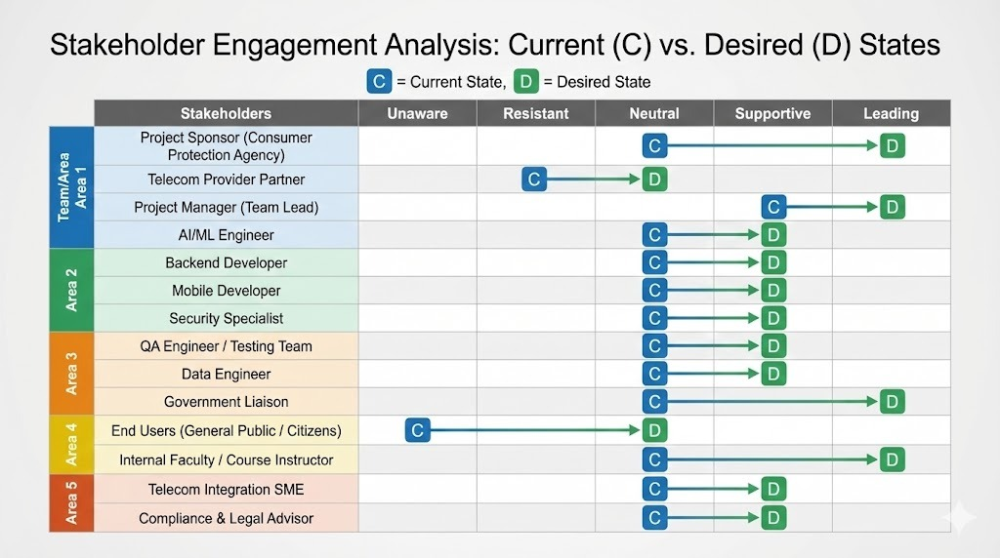 Stakeholder Engagement Analysis: Current (C) vs. Desired (D) States
C = Current State, D = Desired State
Stakeholders Unaware Resistant Neutral Supportive Leading
Team/Area
Area 1
Project Sponsor (Consumer
Protection Agency) C D
Telecom Provider Partner C D
Project Manager (Team Lead) C D
AI/ML Engineer C D
Area 2
Backend Developer C D
Mobile Developer C D
Security Specialist C D
Area 3
QA Engineer / Testing Team C D
Data Engineer C D
Government Liaison C D
Area 4
End Users (General Public / Citizens) C D
Internal Faculty / Course Instructor C D
Area 5
Telecom Integration SME C D
Compliance & Legal Advisor C D